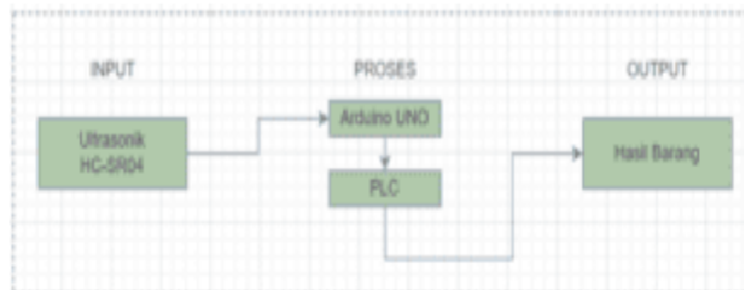 INPUT
PROSES
OUTPUT
Ultrasonik
HC-SR04
Arduino UNO
PLC
Hasil Barang